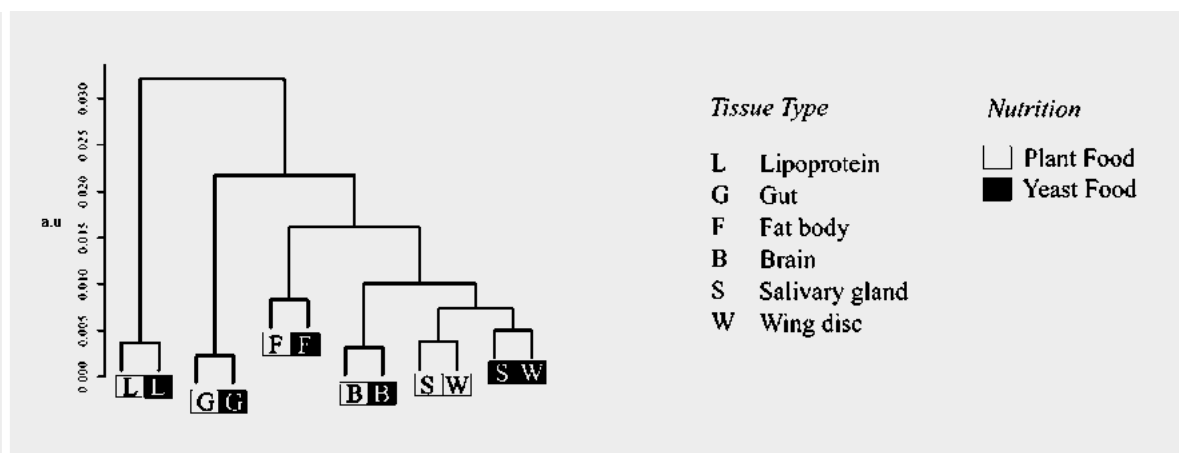 0.030
0.025
0.020
0.015
0.010
0.005
0.000
a.u
L L
G G
F F
B B
S W
S W
Tissue Type
L Lipoprotein
G Gut
F Fat body
B Brain
S Salivary gland
W Wing disc
Nutrition
Plant Food
Yeast Food